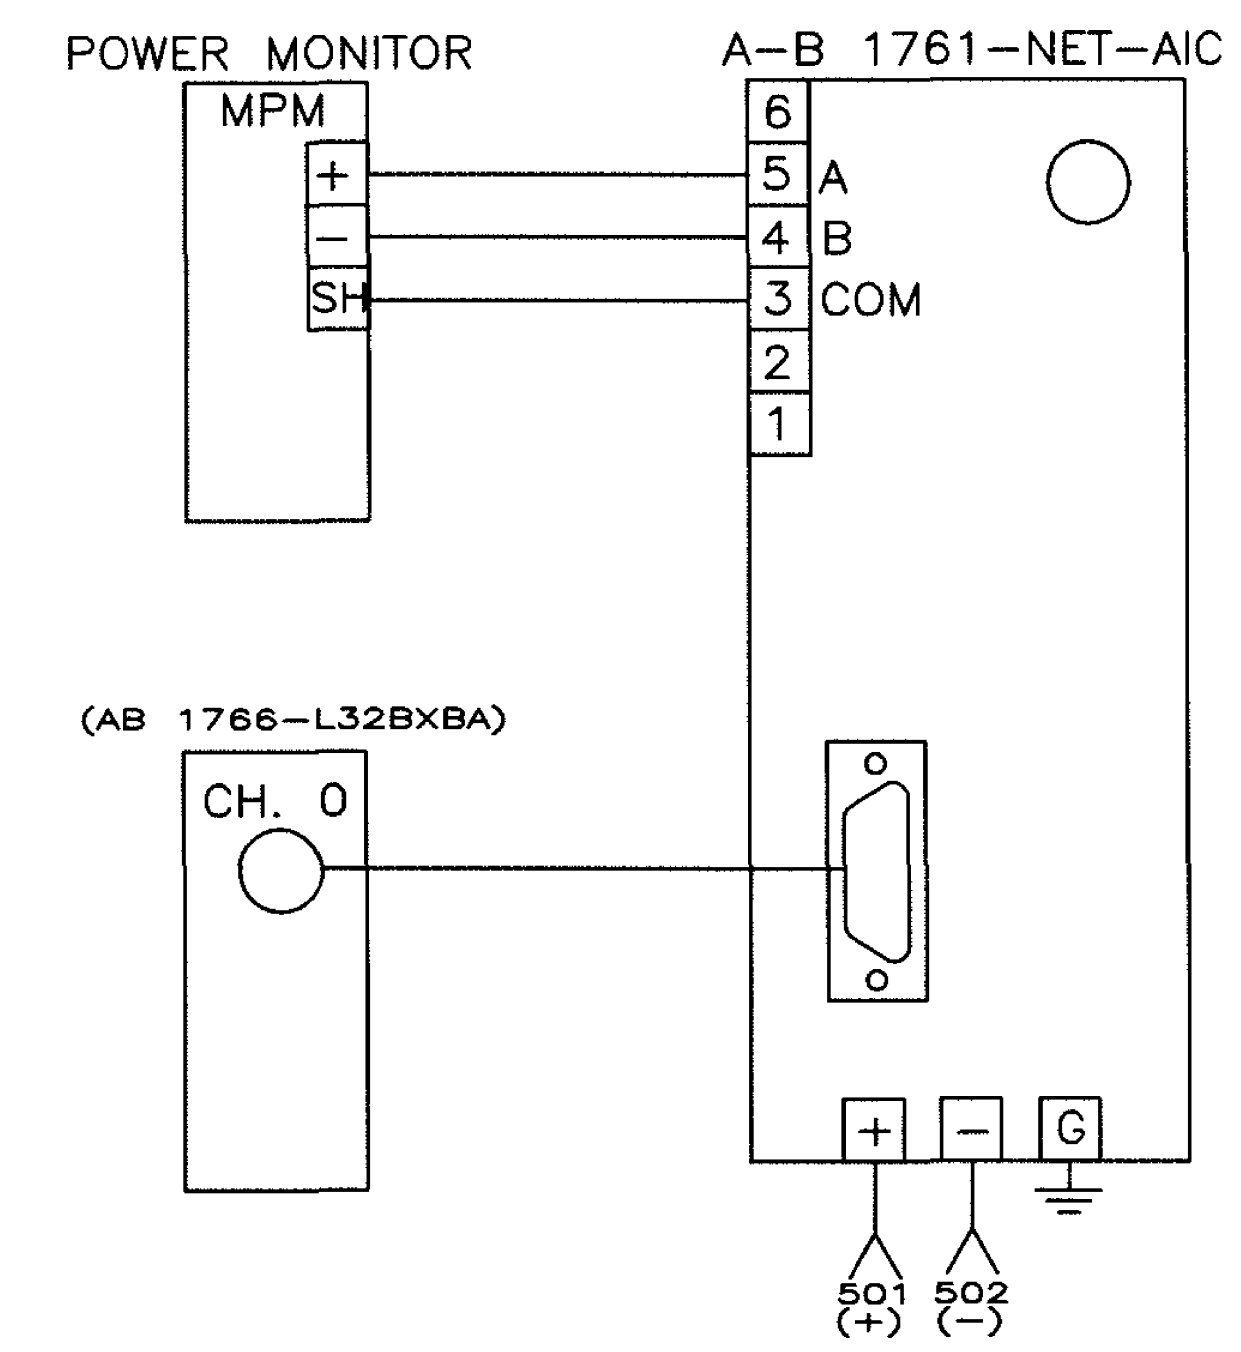 POWER MONITOR
A-B 1761-NET-AIC
MPM
+
-
SH
6
5 A
4 B
3 COM
2
1
(AB 1766-L32BXBA)
CH. 0
+
-
G
501
(+)
502
(-)